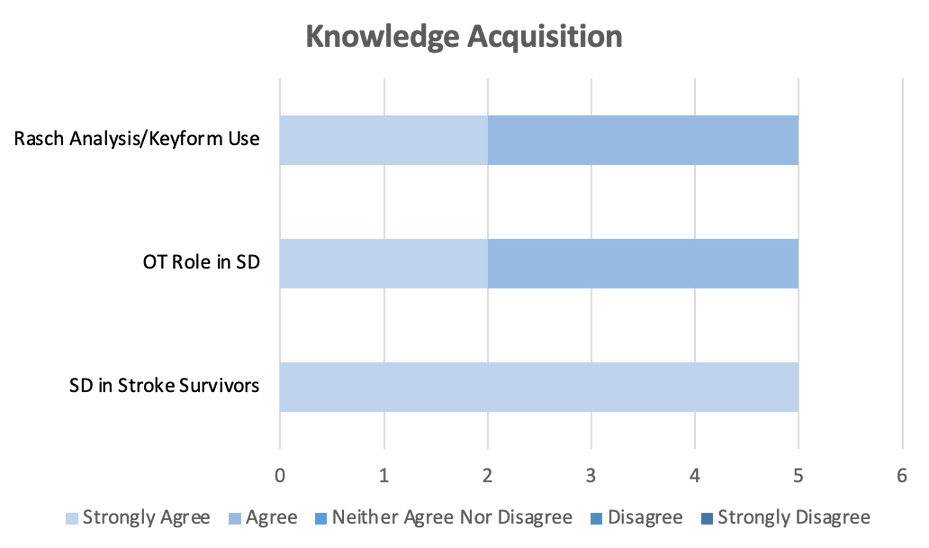 Knowledge Acquisition
Rasch Analysis/Keyform Use
OT Role in SD
SD in Stroke Survivors
0 1 2 3 4 5 6
Strongly Agree Agree Neither Agree Nor Disagree Disagree Strongly Disagree